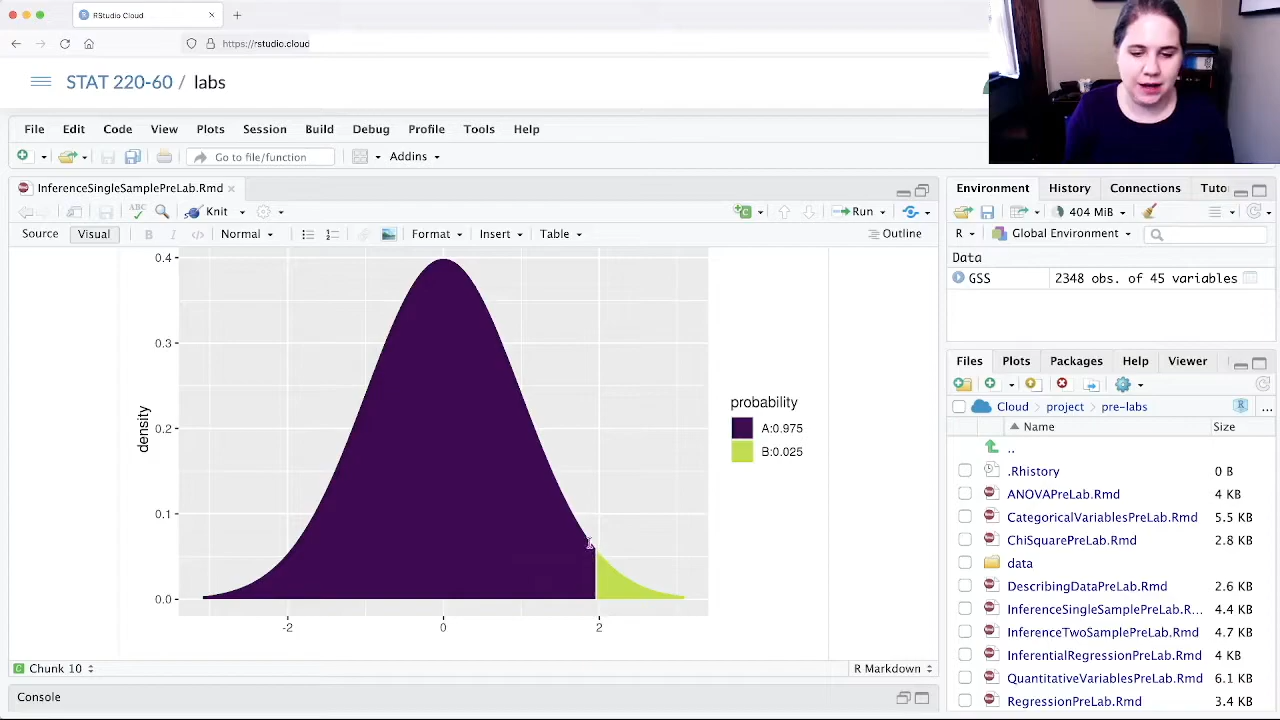 RStudio Cloud
https://rstudio.cloud
STAT 220-60 / labs
File Edit Code View Plots Session Build Debug Profile Tools Help
Go to file/function Addins
InferenceSingleSamplePreLab.Rmd
ABC Knit Run
Source Visual B I </> Normal Format Insert Table Outline
0.4
0.3
0.2
0.1
0.0
density
-2 0 2
probability
A:0.975
B:0.025
C Chunk 10 R Markdown
Console
Environment History Connections Tuto
404 MiB
R Global Environment
Data
GSS 2348 obs. of 45 variables
Files Plots Packages Help Viewer
Cloud project pre-labs R ...
Name Size
..
.Rhistory 0 B
ANOVAPreLab.Rmd 4 KB
CategoricalVariablesPreLab.Rmd 5.5 KB
ChiSquarePreLab.Rmd 2.8 KB
data
DescribingDataPreLab.Rmd 2.6 KB
InferenceSingleSamplePreLab.R... 4.4 KB
InferenceTwoSamplePreLab.Rmd 4.7 KB
InferentialRegressionPreLab.Rmd 4 KB
QuantitativeVariablesPreLab.Rmd 6.1 KB
RegressionPreLab.Rmd 3.4 KB